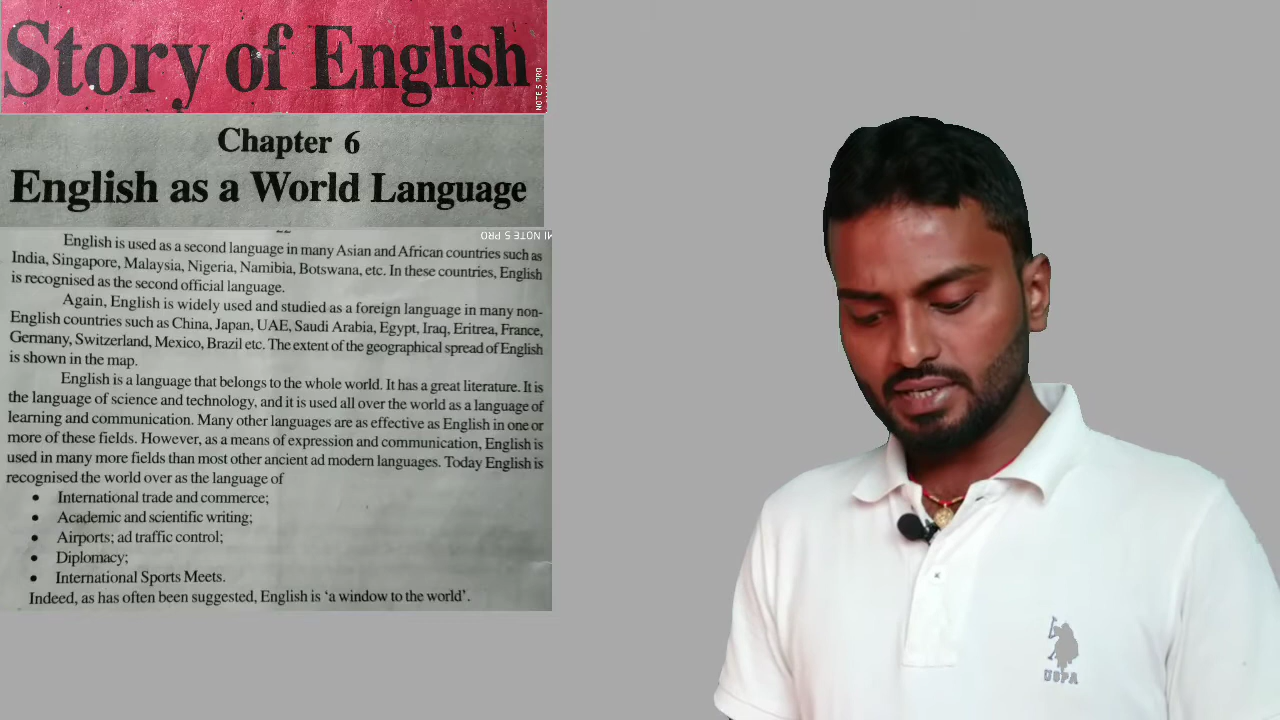 Story of English
NOTE 5 PRO
Chapter 6
English as a World Language
MI NOTE 5 PRO
English is used as a second language in many Asian and African countries such as
India, Singapore, Malaysia, Nigeria, Namibia, Botswana, etc. In these countries, English
is recognised as the second official language.
Again, English is widely used and studied as a foreign language in many non-
English countries such as China, Japan, UAE, Saudi Arabia, Egypt, Iraq, Eritrea, France,
Germany, Switzerland, Mexico, Brazil etc. The extent of the geographical spread of English
is shown in the map.
English is a language that belongs to the whole world. It has a great literature. It is
the language of science and technology, and it is used all over the world as a language of
learning and communication. Many other languages are as effective as English in one or
more of these fields. However, as a means of expression and communication, English is
used in many more fields than most other ancient ad modern languages. Today English is
recognised the world over as the language of
• International trade and commerce;
• Academic and scientific writing;
• Airports; ad traffic control;
• Diplomacy;
• International Sports Meets.
Indeed, as has often been suggested, English is ‘a window to the world’.
USPA